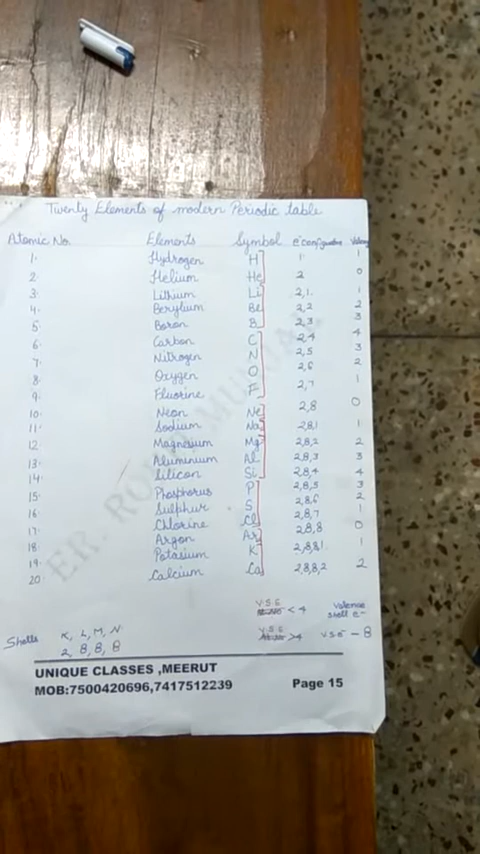 Twenty Elements of modern Periodic table
Atomic No. Elements Symbol e⁻configuration Valency
1. Hydrogen H 1 1
2. Helium He 2 0
3. Lithium Li 2,1. 1
4. Berylium Be 2,2 2
5. Boron B 2,3 3
6. Carbon C 2,4 4
7. Nitrogen N 2,5 3
8. Oxygen O 2,6 2
9. Fluorine F 2,7 1
10. Neon Ne 2,8 0
11. Sodium Na 2,8,1 1
12. Magnesium Mg 2,8,2 2
13. Aluminium Al 2,8,3 3
14. Silicon Si 2,8,4 4
15. Phosphorus P 2,8,5 3
16. Sulphur S 2,8,6 2
17. Chlorine Cl 2,8,7 1
18. Argon Ar 2,8,8 0
19. Potasium K 2,8,8,1 1
20. Calcium Ca 2,8,8,2 2
V.S.E < 4 Valence shell e⁻
Shells K, L, M, N V.S.E >4 V.S.e⁻ - 8
2, 8, 8, 8
UNIQUE CLASSES ,MEERUT
MOB:7500420696,7417512239 Page 15